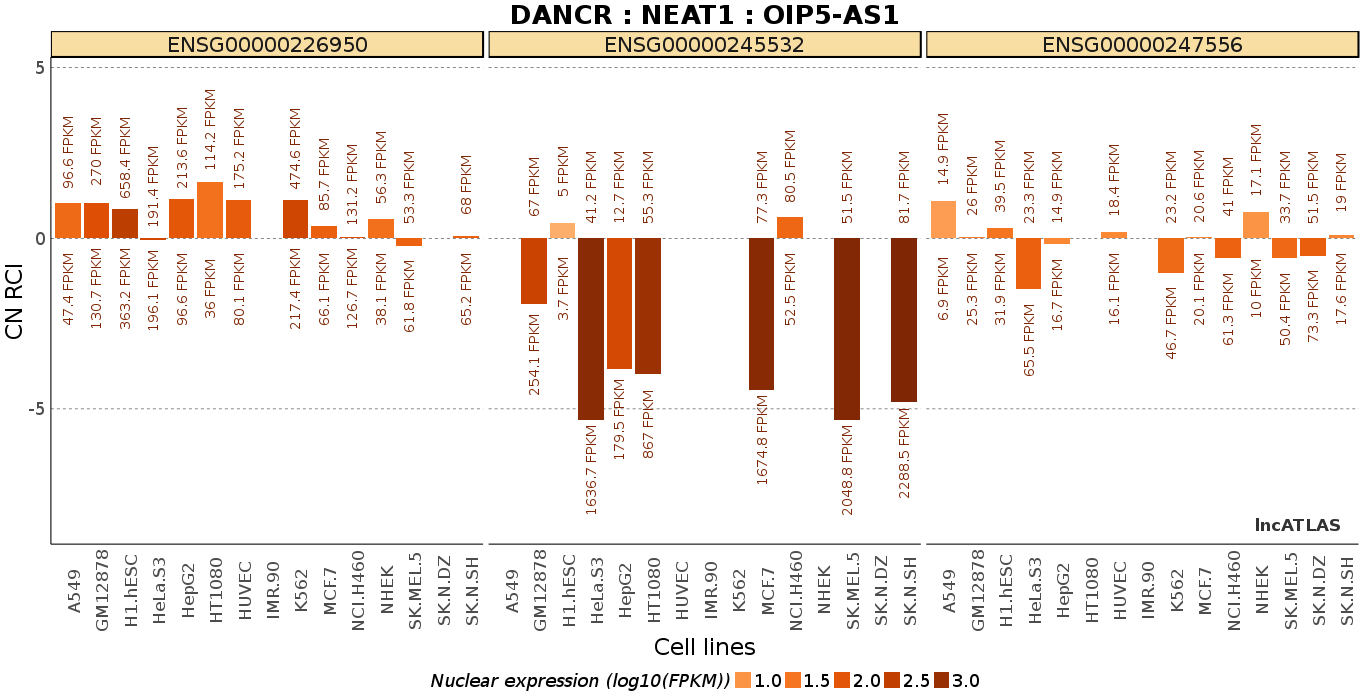 DANCR : NEAT1 : OIP5-AS1
ENSG00000226950 ENSG00000245532 ENSG00000247556
CN RCI
5
0
-5
96.6 FPKM 270 FPKM 658.4 FPKM 191.4 FPKM 213.6 FPKM 114.2 FPKM 175.2 FPKM 474.6 FPKM 85.7 FPKM 131.2 FPKM 56.3 FPKM 53.3 FPKM 68 FPKM
47.4 FPKM 130.7 FPKM 363.2 FPKM 196.1 FPKM 96.6 FPKM 36 FPKM 80.1 FPKM 217.4 FPKM 66.1 FPKM 126.7 FPKM 38.1 FPKM 61.8 FPKM 65.2 FPKM
67 FPKM 5 FPKM 41.2 FPKM 12.7 FPKM 55.3 FPKM 77.3 FPKM 80.5 FPKM 51.5 FPKM 81.7 FPKM
254.1 FPKM 3.7 FPKM 1636.7 FPKM 179.5 FPKM 867 FPKM 1674.8 FPKM 52.5 FPKM 2048.8 FPKM 2288.5 FPKM
14.9 FPKM 26 FPKM 39.5 FPKM 23.3 FPKM 14.9 FPKM 18.4 FPKM 23.2 FPKM 20.6 FPKM 41 FPKM 17.1 FPKM 33.7 FPKM 51.5 FPKM 19 FPKM
6.9 FPKM 25.3 FPKM 31.9 FPKM 65.5 FPKM 16.7 FPKM 16.1 FPKM 46.7 FPKM 20.1 FPKM 61.3 FPKM 10 FPKM 50.4 FPKM 73.3 FPKM 17.6 FPKM
lncATLAS
A549 GM12878 H1.hESC HeLa.S3 HepG2 HT1080 HUVEC IMR.90 K562 MCF.7 NCI.H460 NHEK SK.MEL.5 SK.N.DZ SK.N.SH
A549 GM12878 H1.hESC HeLa.S3 HepG2 HT1080 HUVEC IMR.90 K562 MCF.7 NCI.H460 NHEK SK.MEL.5 SK.N.DZ SK.N.SH
A549 GM12878 H1.hESC HeLa.S3 HepG2 HT1080 HUVEC IMR.90 K562 MCF.7 NCI.H460 NHEK SK.MEL.5 SK.N.DZ SK.N.SH
Cell lines
Nuclear expression (log10(FPKM)) 1.0 1.5 2.0 2.5 3.0